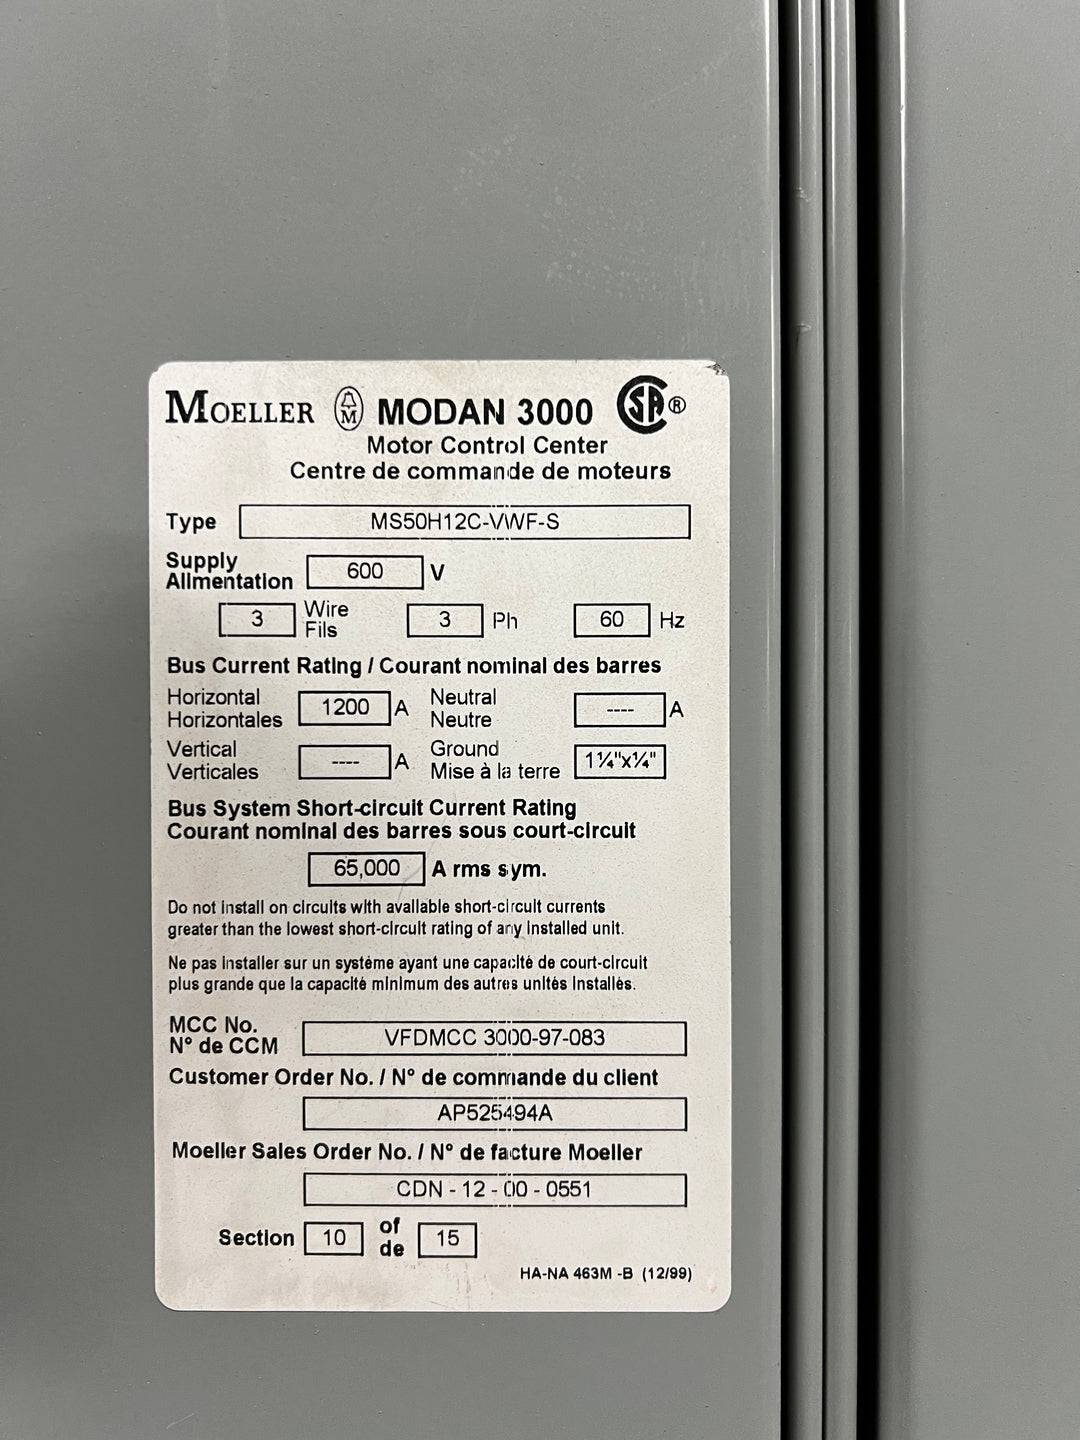 MOELLER MODAN 3000 ®
Motor Control Center
Centre de commande de moteurs
Type MS50H12C-VWF-S
Supply
Alimentation 600 V
3 Wire Fils 3 Ph 60 Hz
Bus Current Rating / Courant nominal des barres
Horizontal Horizontales 1200 A Neutral Neutre ---- A
Vertical Verticales ---- A Ground Mise à la terre 1¼"x¼"
Bus System Short-circuit Current Rating
Courant nominal des barres sous court-circuit
65,000 A rms sym.
Do not install on circuits with available short-circuit currents
greater than the lowest short-circuit rating of any installed unit.
Ne pas installer sur un système ayant une capacité de court-circuit
plus grande que la capacité minimum des autres unités installés.
MCC No.
N° de CCM VFDMCC 3000-97-083
Customer Order No. / N° de commande du client
AP525494A
Moeller Sales Order No. / N° de facture Moeller
CDN - 12 - 00 - 0551
Section 10 of de 15
HA-NA 463M -B (12/99)